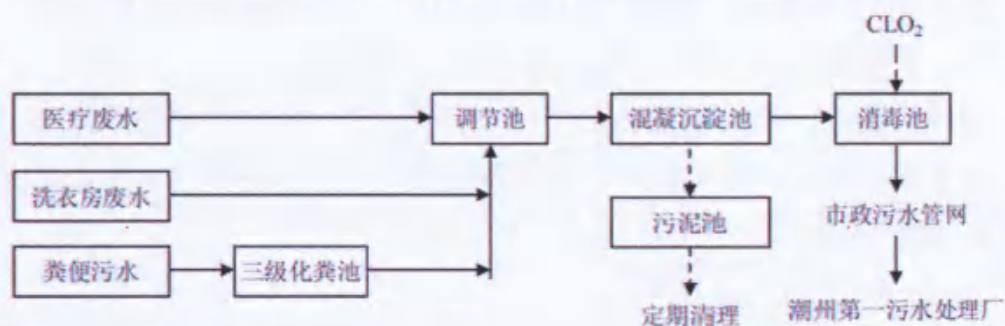 CLO₂
医疗废水
调节池
混凝沉淀池
消毒池
洗衣房废水
污泥池
市政污水管网
粪便污水
三级化粪池
定期清理
潮州第一污水处理厂